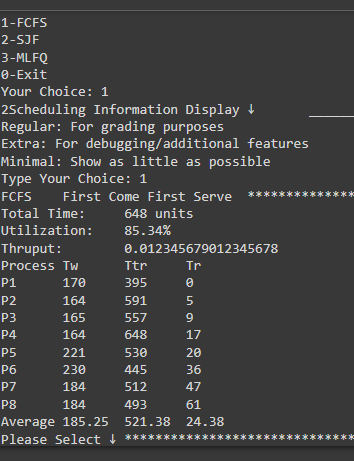 1-FCFS
2-SJF
3-MLFQ
0-Exit
Your Choice: 1
2Scheduling Information Display ↓ ______
Regular: For grading purposes
Extra: For debugging/additional features
Minimal: Show as little as possible
Type Your Choice: 1
FCFS First Come First Serve **************
Total Time: 648 units
Utilization: 85.34%
Thruput: 0.012345679012345678
Process Tw Ttr Tr
P1 170 395 0
P2 164 591 5
P3 165 557 9
P4 164 648 17
P5 221 530 20
P6 230 445 36
P7 184 512 47
P8 184 493 61
Average 185.25 521.38 24.38
Please Select ↓ *****************************